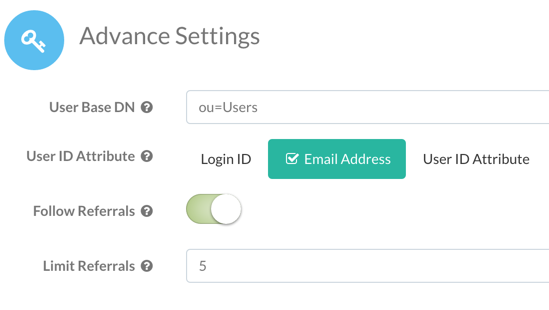 Advance Settings
User Base DN
ou=Users
User ID Attribute
Login ID
Email Address
User ID Attribute
Follow Referrals
Limit Referrals
5